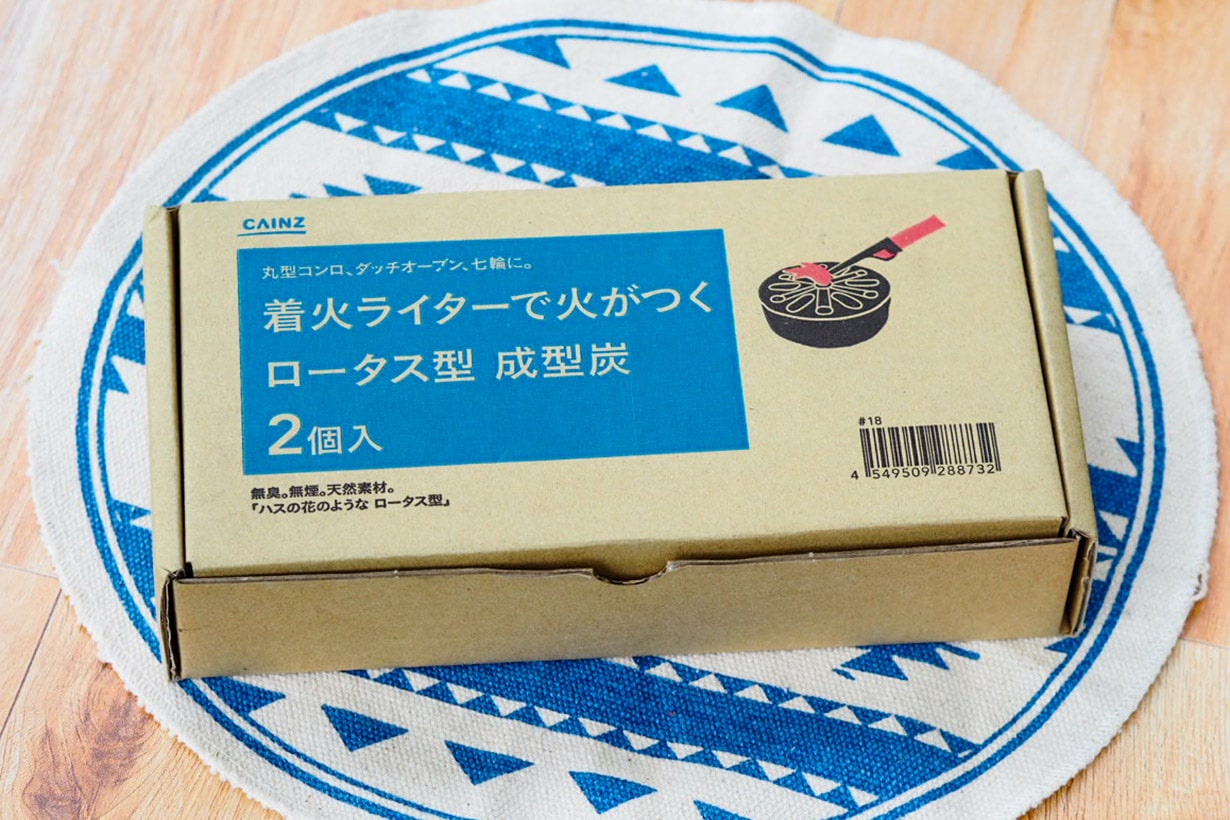 CAINZ
丸型コンロ、ダッチオーブン、七輪に。
着火ライターで火がつく
ロータス型 成型炭
2個入
無臭。無煙。天然素材。
『ハスの花のような ロータス型』
#18
4 549509 288732